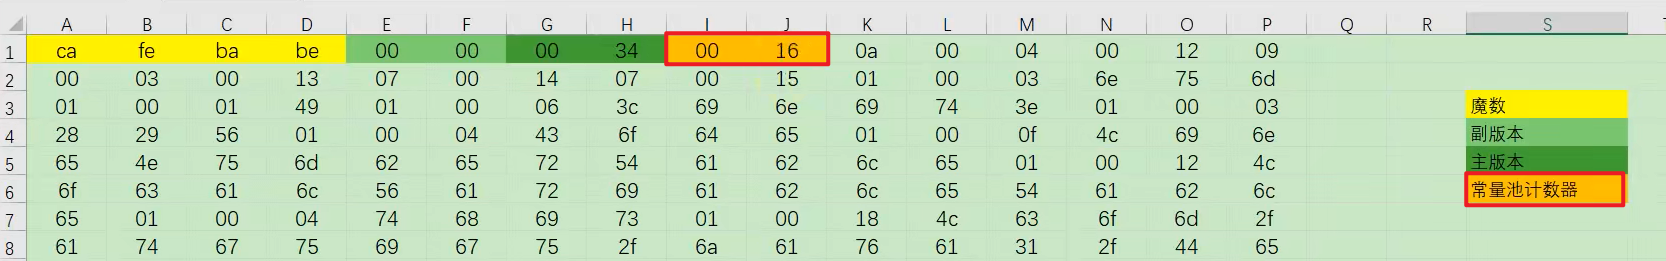 A B C D E F G H I J K L M N O P Q R S
1 ca fe ba be 00 00 00 34 00 16 0a 00 04 00 12 09
2 00 03 00 13 07 00 14 07 00 15 01 00 03 6e 75 6d
3 01 00 01 49 01 00 06 3c 69 6e 69 74 3e 01 00 03 魔数
4 28 29 56 01 00 04 43 6f 64 65 01 00 0f 4c 69 6e 副版本
5 65 4e 75 6d 62 65 72 54 61 62 6c 65 01 00 12 4c 主版本
6 6f 63 61 6c 56 61 72 69 61 62 6c 65 54 61 62 6c 常量池计数器
7 65 01 00 04 74 68 69 73 01 00 18 4c 63 6f 6d 2f
8 61 74 67 75 69 67 75 2f 6a 61 76 61 31 2f 44 65